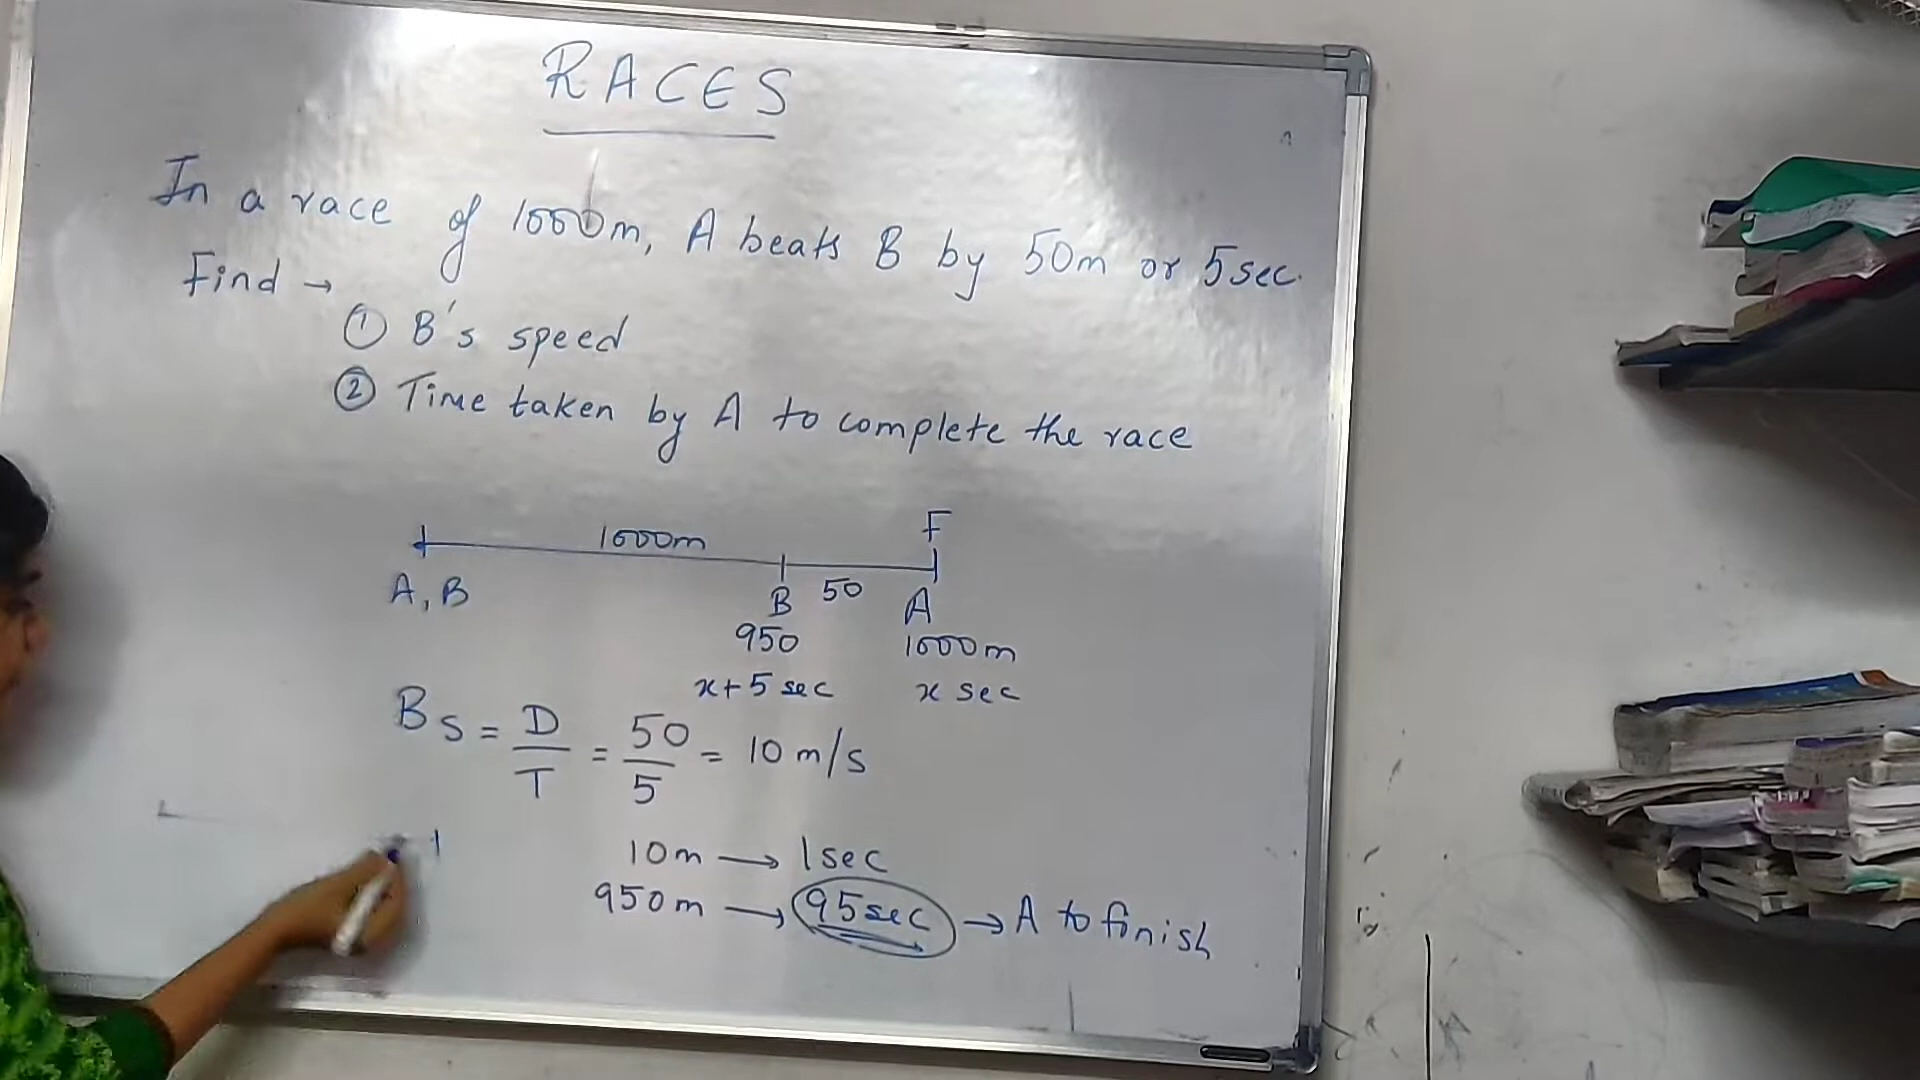 RACES
In a race of 1000m, A beats B by 50m or 5sec.
Find →
① B's speed
② Time taken by A to complete the race
1000m F
A, B B 50 A
950 1000m
x+5 sec x sec
B S = D/T = 50/5 = 10 m/s
10m → 1sec
950m → 95sec → A to finish